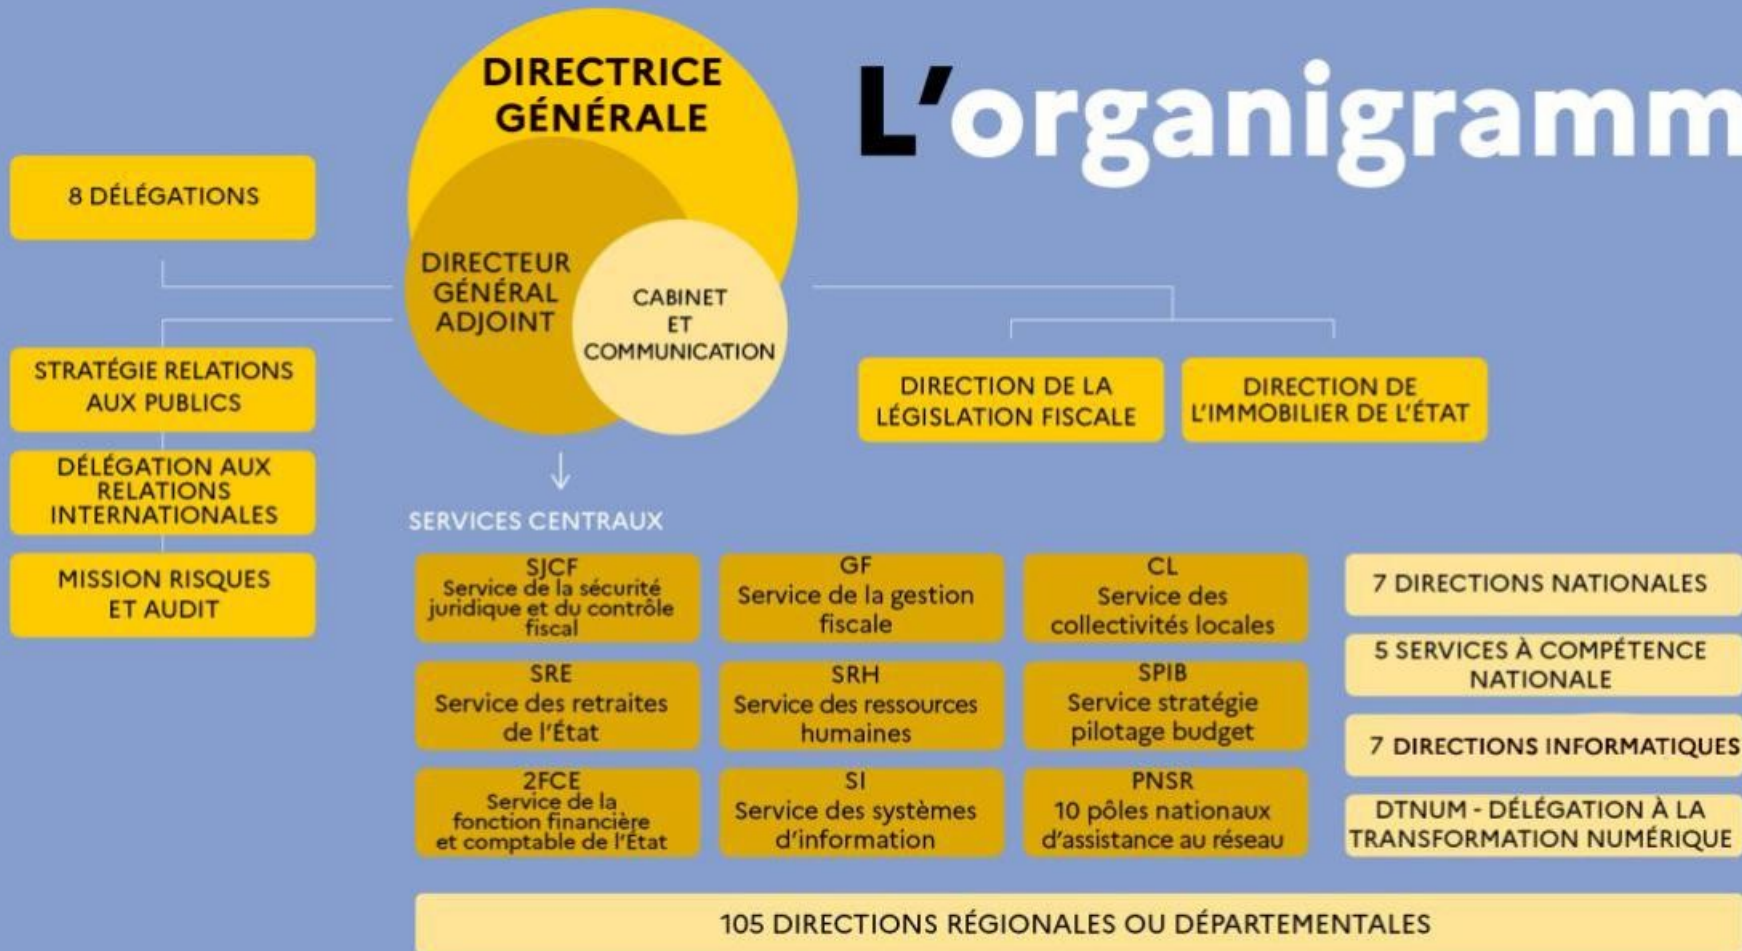 L'organigramm
DIRECTRICE
GÉNÉRALE
DIRECTEUR
GÉNÉRAL
ADJOINT
CABINET
ET
COMMUNICATION
8 DÉLÉGATIONS
STRATÉGIE RELATIONS
AUX PUBLICS
DÉLÉGATION AUX
RELATIONS
INTERNATIONALES
MISSION RISQUES
ET AUDIT
DIRECTION DE LA
LÉGISLATION FISCALE
DIRECTION DE
L'IMMOBILIER DE L'ÉTAT
SERVICES CENTRAUX
SJCF
Service de la sécurité
juridique et du contrôle
fiscal
GF
Service de la gestion
fiscale
CL
Service des
collectivités locales
SRE
Service des retraites
de l'État
SRH
Service des ressources
humaines
SPIB
Service stratégie
pilotage budget
2FCE
Service de la
fonction financière
et comptable de l'État
SI
Service des systèmes
d'information
PNSR
10 pôles nationaux
d'assistance au réseau
7 DIRECTIONS NATIONALES
5 SERVICES À COMPÉTENCE
NATIONALE
7 DIRECTIONS INFORMATIQUES
DTNUM - DÉLÉGATION À LA
TRANSFORMATION NUMÉRIQUE
105 DIRECTIONS RÉGIONALES OU DÉPARTEMENTALES